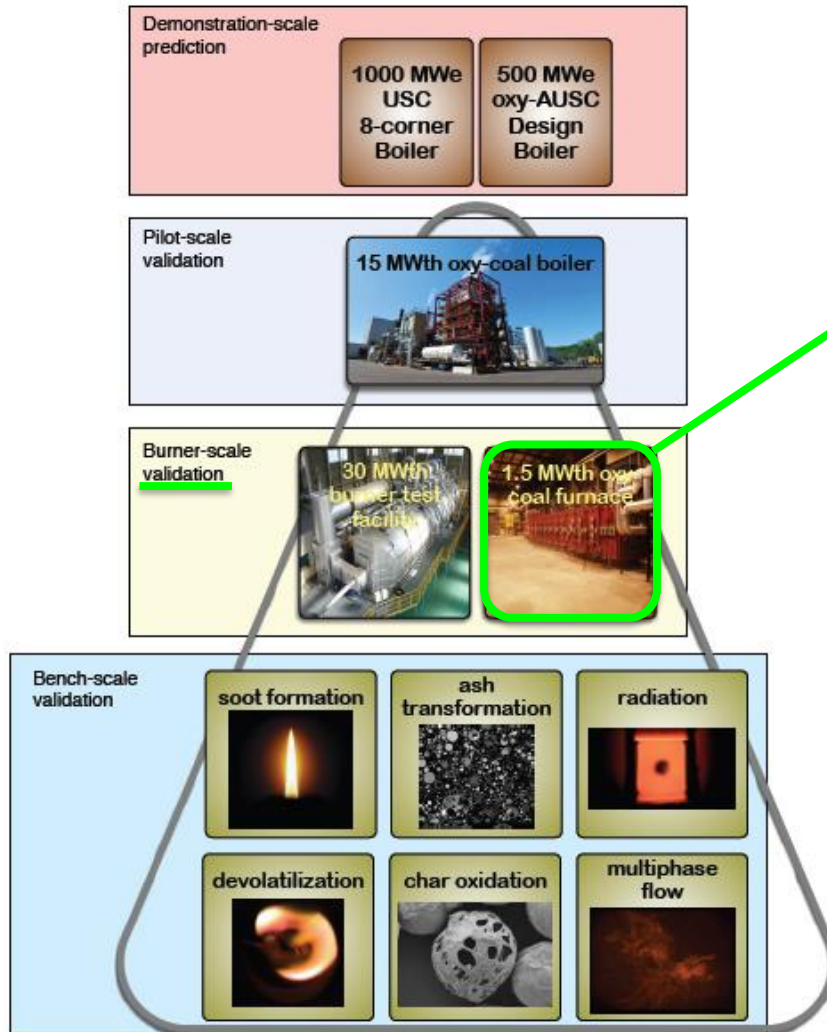 Demonstration-scale
prediction
1000 MWe
USC
8-corner
Boiler
500 MWe
oxy-AUSC
Design
Boiler
Pilot-scale
validation
15 MWth oxy-coal boiler
Burner-scale
validation
30 MWth
burner test
facility
1.5 MWth oxy-
coal furnace
Bench-scale
validation
soot formation
ash
transformation
radiation
devolatilization
char oxidation
multiphase
flow